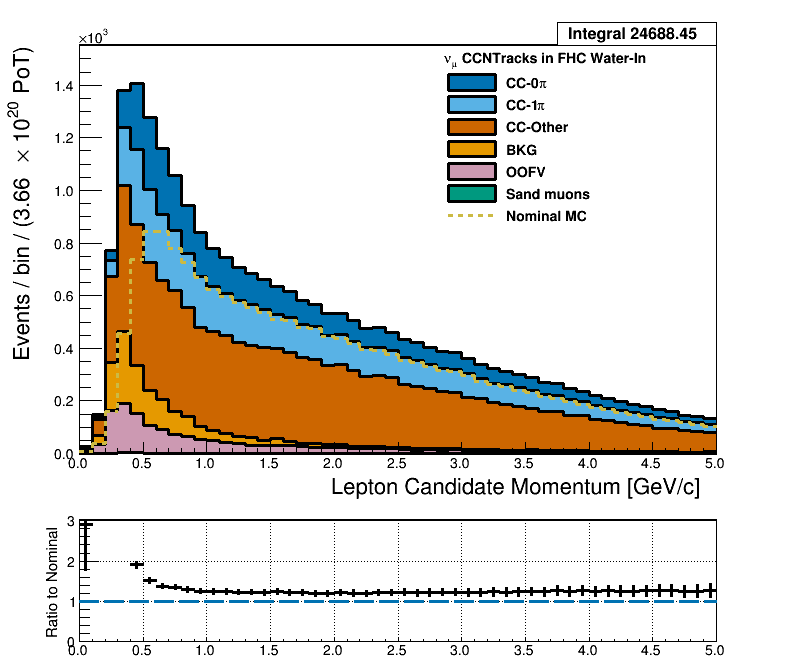 Integral 24688.45
×10³
Events / bin / (3.66 × 10²⁰ PoT)
1.4
1.2
1.0
0.8
0.6
0.4
0.2
0.0
νμ CCNTracks in FHC Water-In
CC-0π
CC-1π
CC-Other
BKG
OOFV
Sand muons
Nominal MC
0.0 0.5 1.0 1.5 2.0 2.5 3.0 3.5 4.0 4.5 5.0
Lepton Candidate Momentum [GeV/c]
Ratio to Nominal
3
2
1
0
0.0 0.5 1.0 1.5 2.0 2.5 3.0 3.5 4.0 4.5 5.0